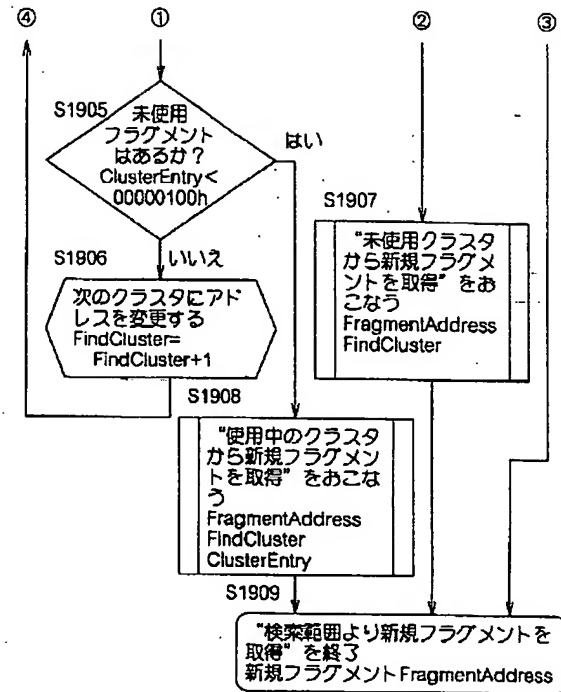 ④
①
②
③
S1905
未使用
フラグメント
はあるか？
ClusterEntry<
00000100h
はい
いいえ
S1906
次のクラスタにアド
レスを変更する
FindCluster=
FindCluster+1
S1907
“未使用クラスタ
から新規フラグメ
ントを取得”をお
こなう
FragmentAddress
FindCluster
S1908
“使用中のクラスタ
から新規フラグメン
トを取得”をおこな
う
FragmentAddress
FindCluster
ClusterEntry
S1909
“検索範囲より新規フラグメントを
取得”を終了
新規フラグメントFragmentAddress